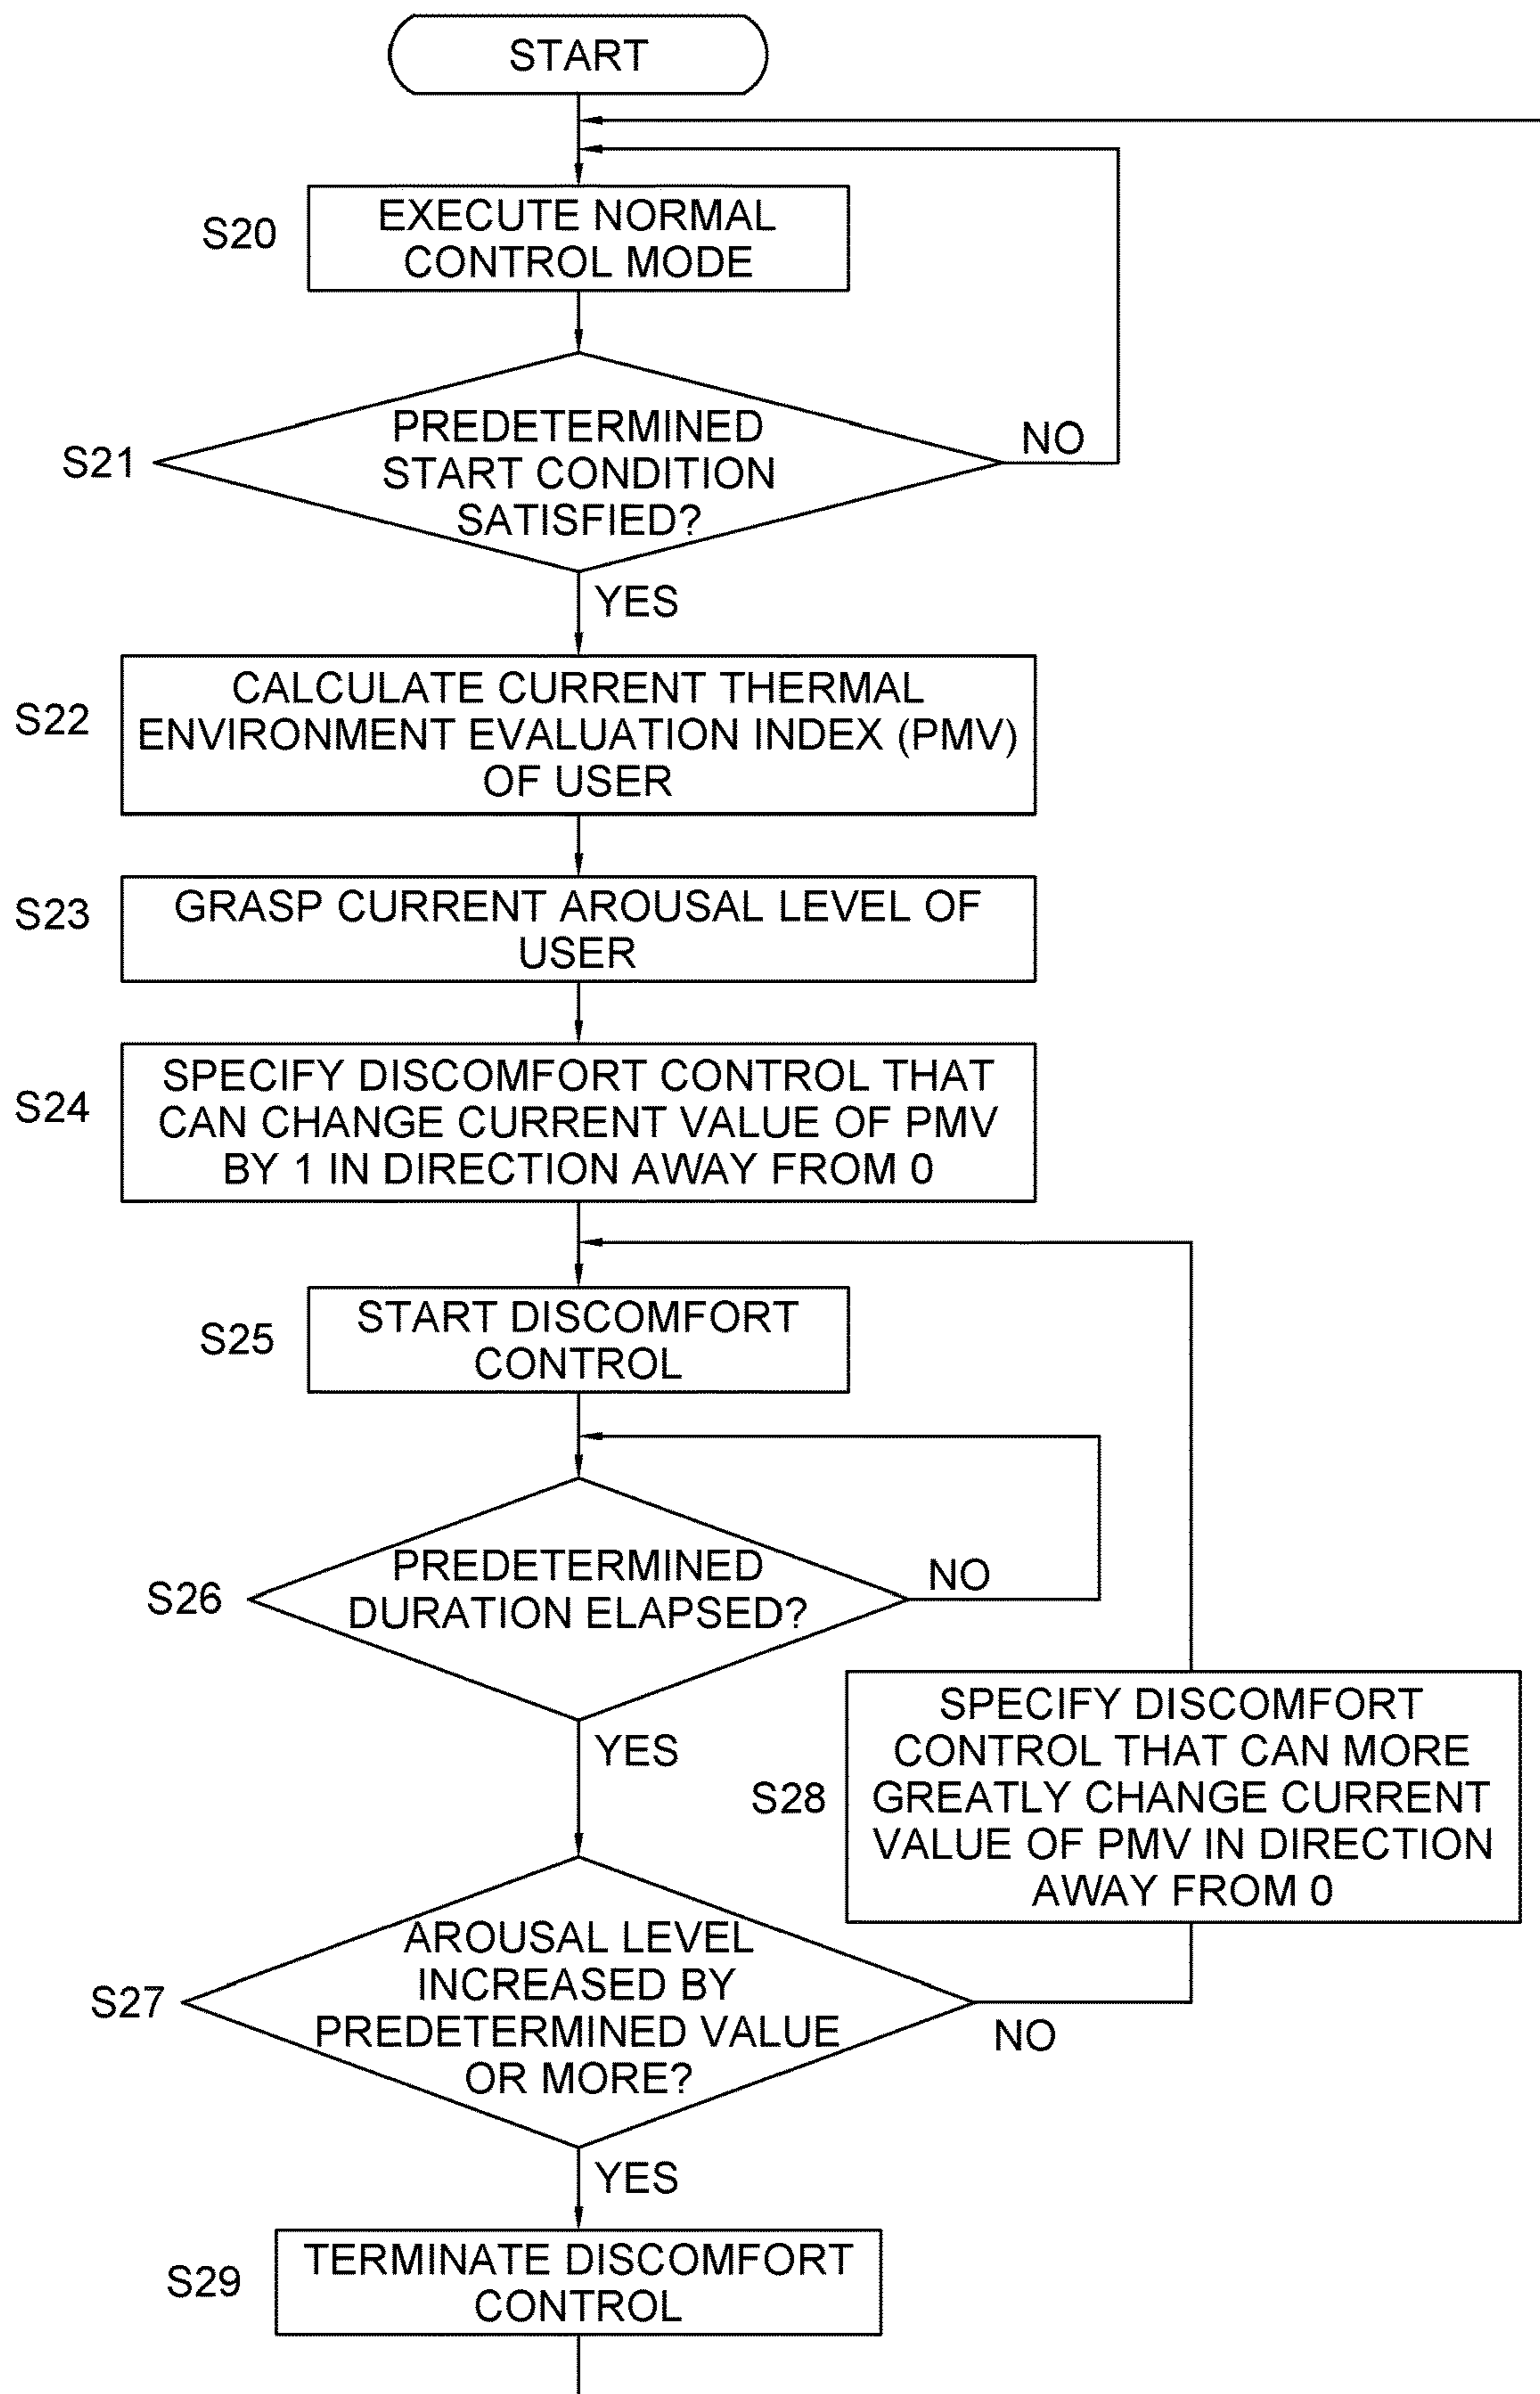 START
S20
EXECUTE NORMAL
CONTROL MODE
S21
PREDETERMINED
START CONDITION
SATISFIED?
NO
YES
S22
CALCULATE CURRENT THERMAL
ENVIRONMENT EVALUATION INDEX (PMV)
OF USER
S23
GRASP CURRENT AROUSAL LEVEL OF
USER
S24
SPECIFY DISCOMFORT CONTROL THAT
CAN CHANGE CURRENT VALUE OF PMV
BY 1 IN DIRECTION AWAY FROM 0
S25
START DISCOMFORT
CONTROL
S26
PREDETERMINED
DURATION ELAPSED?
NO
YES
S28
SPECIFY DISCOMFORT
CONTROL THAT CAN MORE
GREATLY CHANGE CURRENT
VALUE OF PMV IN DIRECTION
AWAY FROM 0
S27
AROUSAL LEVEL
INCREASED BY
PREDETERMINED VALUE
OR MORE?
NO
YES
S29
TERMINATE DISCOMFORT
CONTROL